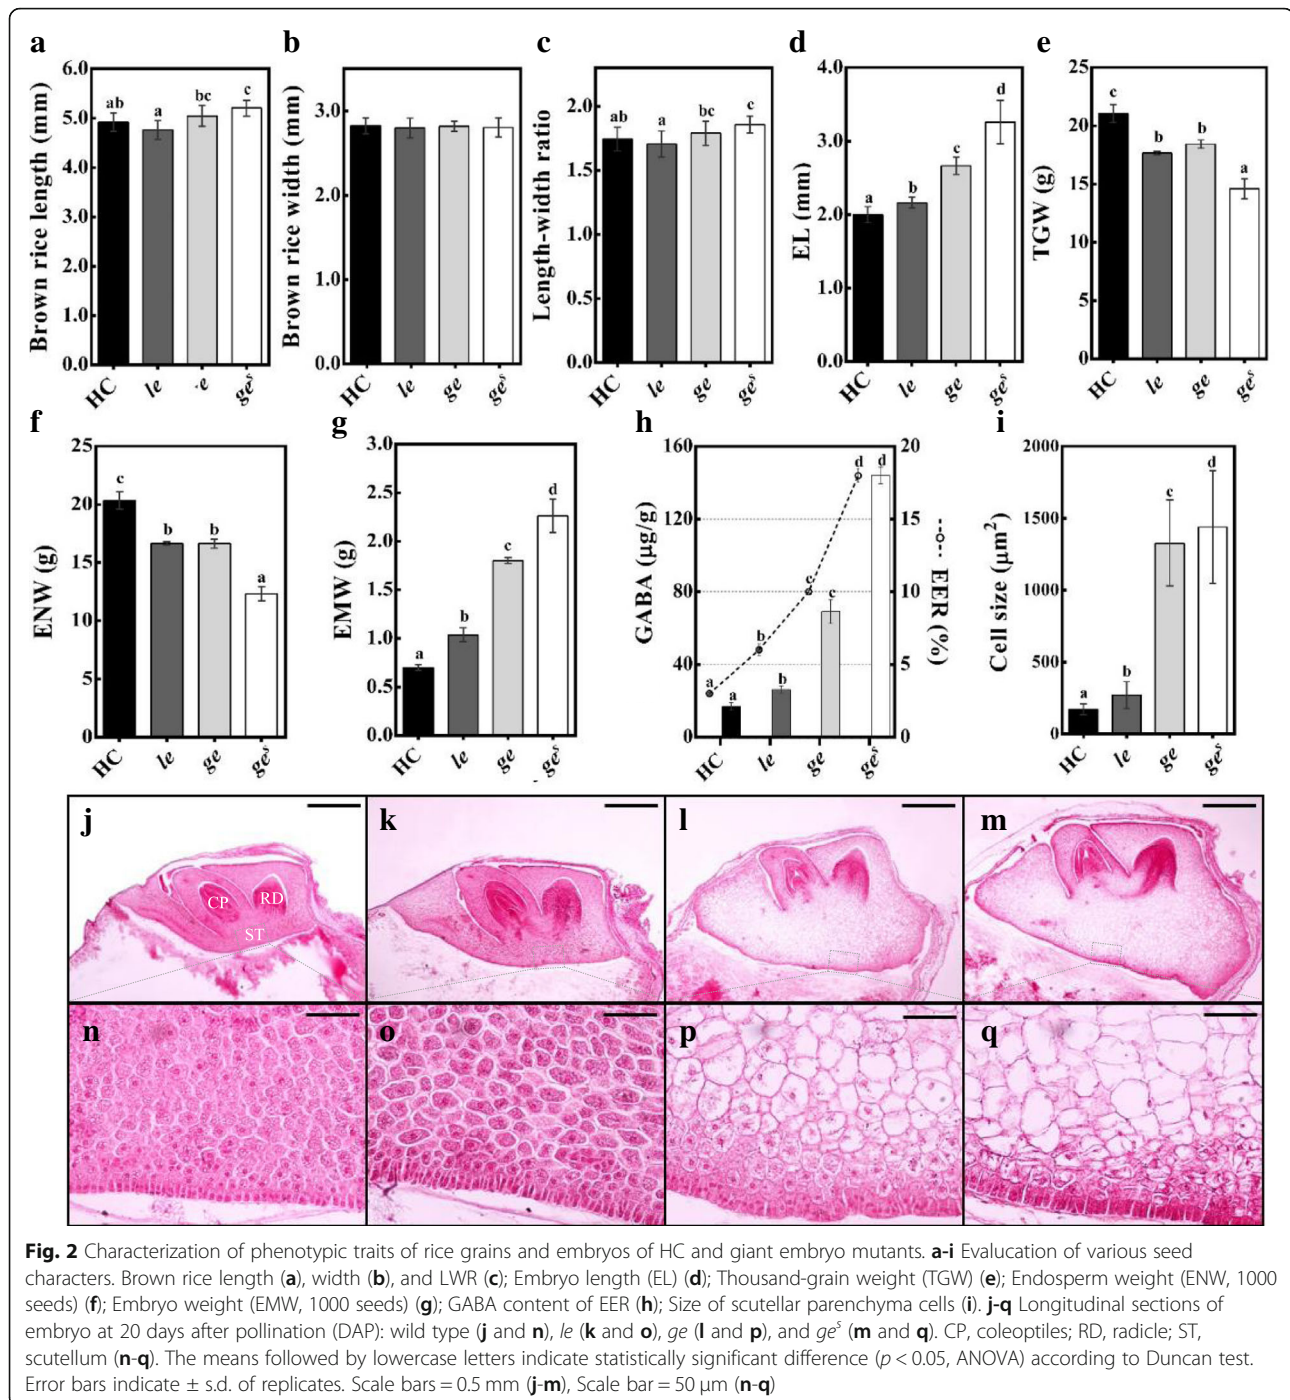 a
Brown rice length (mm)
6.0
5.0
4.0
3.0
2.0
1.0
0.0
ab
a
bc
c
HC
le
e
geˢ
b
Brown rice width (mm)
3.0
2.0
1.0
0.0
HC
le
ge
geˢ
c
Length-width ratio
2.0
1.5
1.0
0.5
0.0
ab
a
bc
c
HC
le
ge
geˢ
d
EL (mm)
4.0
3.0
2.0
1.0
0.0
a
b
c
d
HC
le
ge
geˢ
e
TGW (g)
25
20
15
10
5
0
c
b
b
a
HC
le
ge
geˢ
f
ENW (g)
25
20
15
10
5
0
c
b
b
a
HC
le
ge
geˢ
g
EMW (g)
3.0
2.5
2.0
1.5
1.0
0.5
0.0
a
b
c
d
HC
le
ge
geˢ
h
GABA (μg/g)
160
120
80
40
0
a
a
b
b
c
c
d
d
20
15
10
5
0
EER (%)
HC
le
ge
geˢ
i
Cell size (μm²)
2000
1500
1000
500
0
a
b
c
d
HC
le
ge
geˢ
j
CP
RD
ST
k
l
m
n
o
p
q
Fig. 2 Characterization of phenotypic traits of rice grains and embryos of HC and giant embryo mutants. a-i Evalucation of various seed
characters. Brown rice length (a), width (b), and LWR (c); Embryo length (EL) (d); Thousand-grain weight (TGW) (e); Endosperm weight (ENW, 1000
seeds) (f); Embryo weight (EMW, 1000 seeds) (g); GABA content of EER (h); Size of scutellar parenchyma cells (i). j-q Longitudinal sections of
embryo at 20 days after pollination (DAP): wild type (j and n), le (k and o), ge (l and p), and geˢ (m and q). CP, coleoptiles; RD, radicle; ST,
scutellum (n-q). The means followed by lowercase letters indicate statistically significant difference (p < 0.05, ANOVA) according to Duncan test.
Error bars indicate ± s.d. of replicates. Scale bars = 0.5 mm (j-m), Scale bar = 50 μm (n-q)